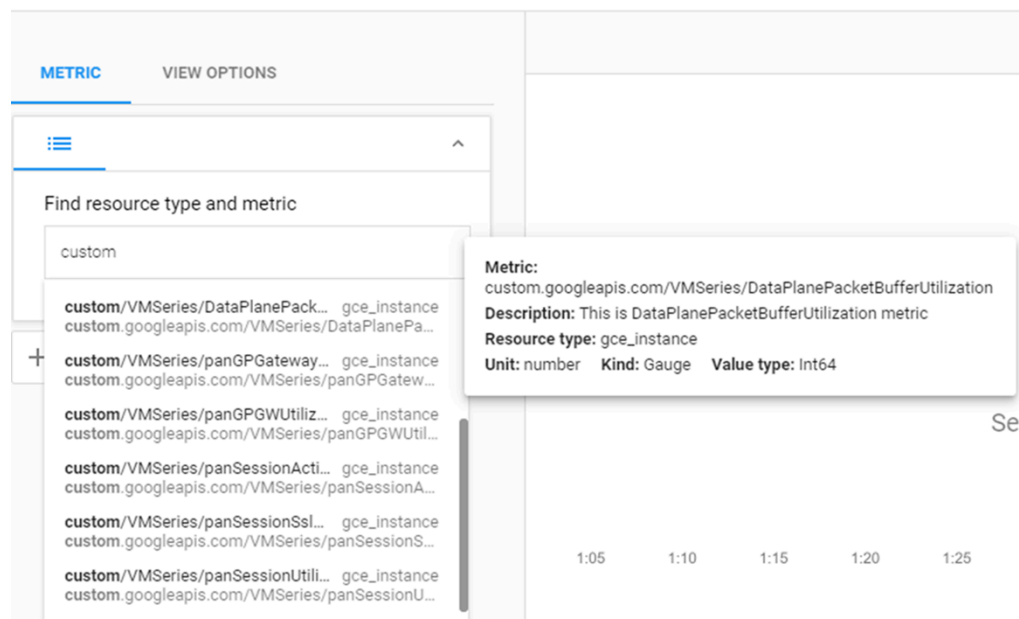 METRIC VIEW OPTIONS
Find resource type and metric
custom
custom/VMSeries/DataPlanePack... gce_instance
custom.googleapis.com/VMSeries/DataPlanePa...
custom/VMSeries/panGPGateway... gce_instance
custom.googleapis.com/VMSeries/panGPGatew...
custom/VMSeries/panGPGWUtiliz... gce_instance
custom.googleapis.com/VMSeries/panGPGWUtil...
custom/VMSeries/panSessionActi... gce_instance
custom.googleapis.com/VMSeries/panSessionA...
custom/VMSeries/panSessionSsl... gce_instance
custom.googleapis.com/VMSeries/panSessionS...
custom/VMSeries/panSessionUtili... gce_instance
custom.googleapis.com/VMSeries/panSessionU...
Metric:
custom.googleapis.com/VMSeries/DataPlanePacketBufferUtilization
Description: This is DataPlanePacketBufferUtilization metric
Resource type: gce_instance
Unit: number Kind: Gauge Value type: Int64
Se
1:05 1:10 1:15 1:20 1:25